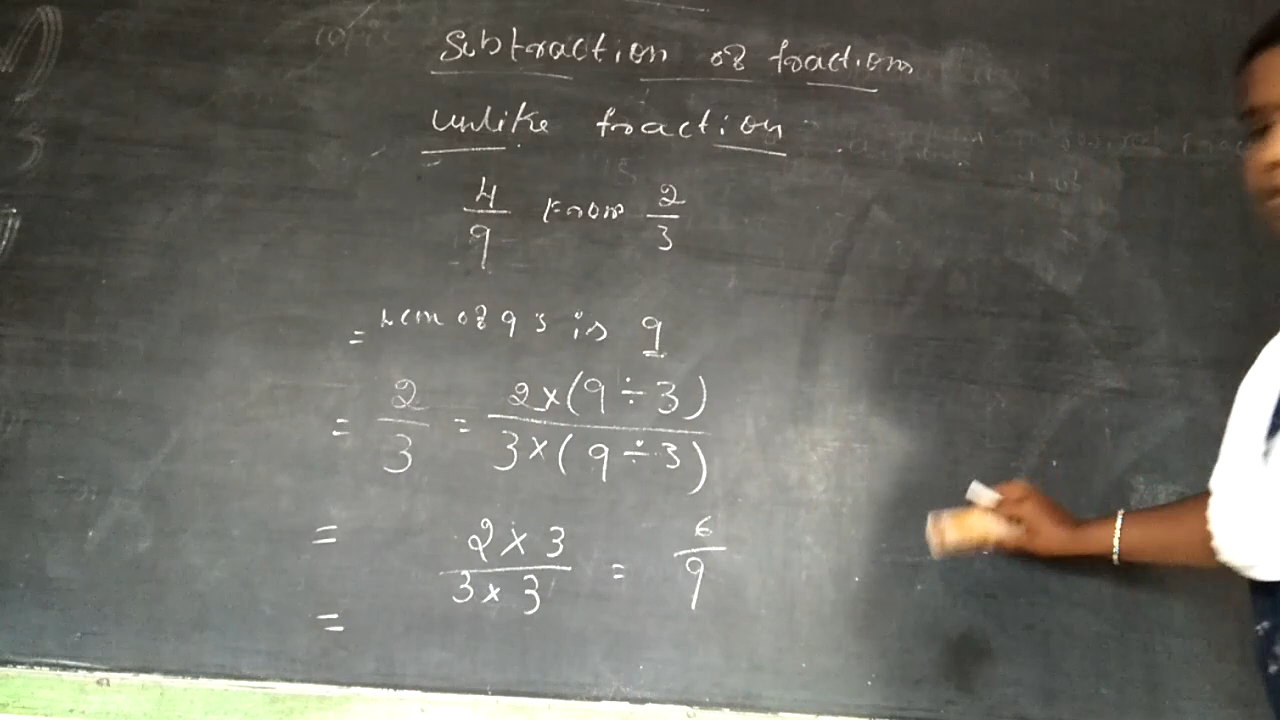 Subtraction of fraction
unlike fraction
4/9 From 2/3
= Lcm of 9 3 is 9
= 2/3 = 2×(9÷3)/3×(9÷3)
= 2×3/3×3 = 6/9
=